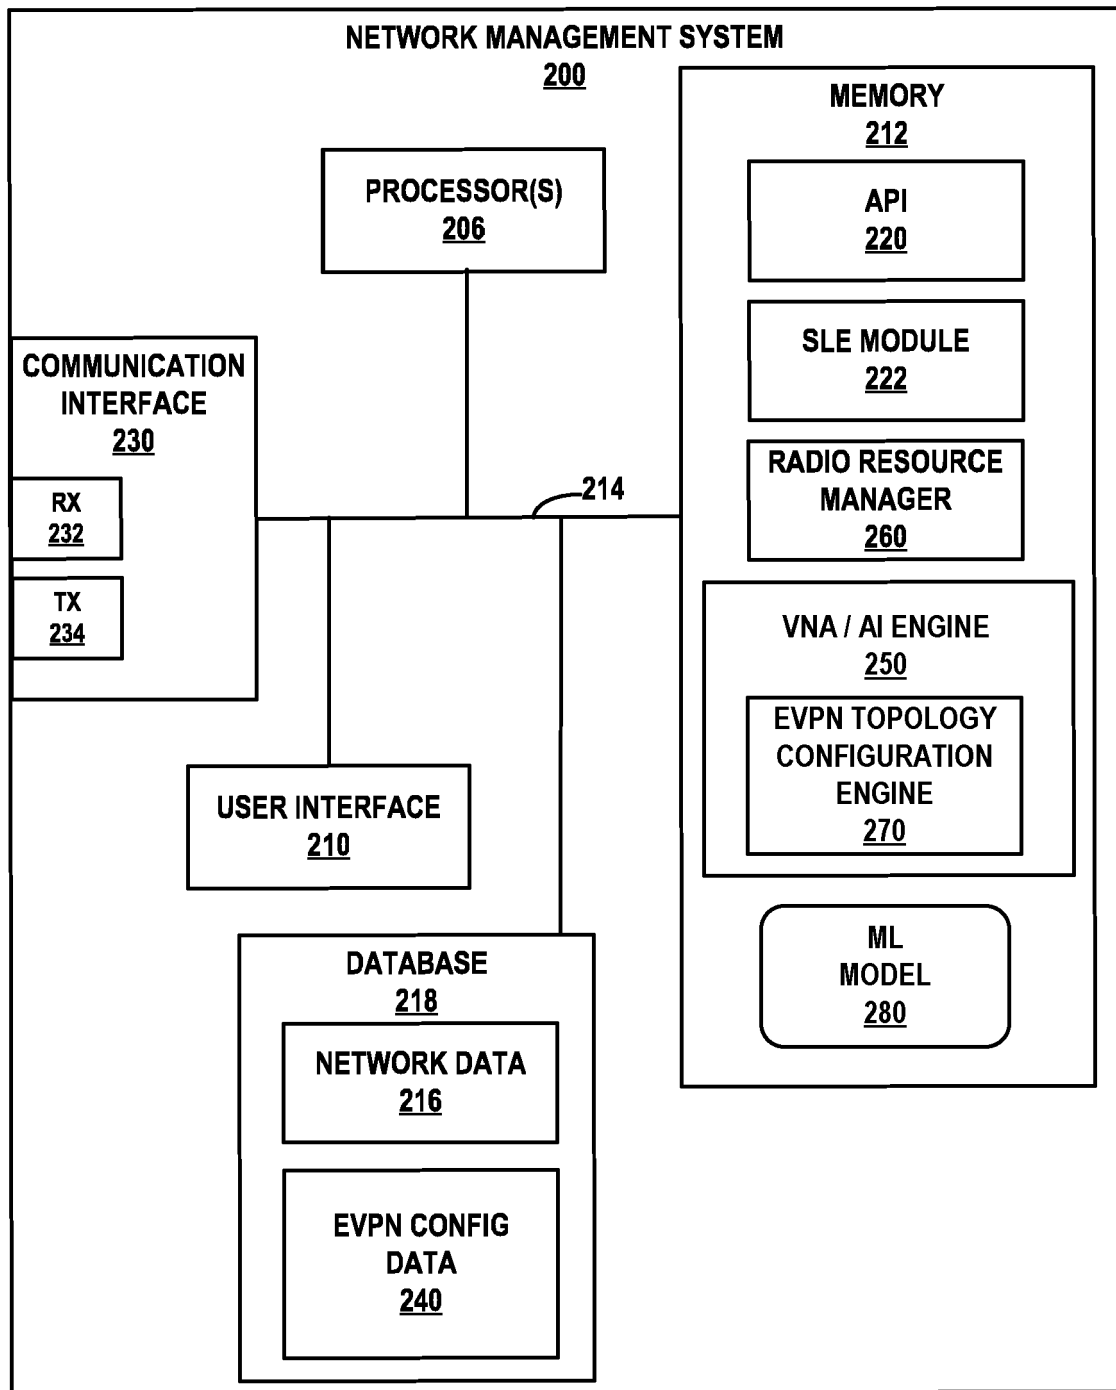 NETWORK MANAGEMENT SYSTEM
200
MEMORY
212
PROCESSOR(S)
206
API
220
SLE MODULE
222
COMMUNICATION
INTERFACE
230
RX
232
TX
234
RADIO RESOURCE
MANAGER
260
214
VNA / AI ENGINE
250
EVPN TOPOLOGY
CONFIGURATION
ENGINE
270
USER INTERFACE
210
ML
MODEL
280
DATABASE
218
NETWORK DATA
216
EVPN CONFIG
DATA
240